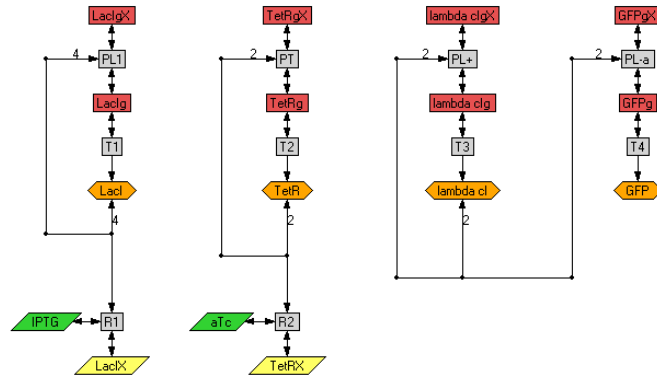 LacIgX TetRgX lambda cIgX GFPgX
4 PL1 2 PT 2 PL+ 2 PL-a
LacIg TetRg lambda cIg GFPg
T1 T2 T3 T4
LacI TetR lambda cI GFP
4 2 2
IPTG R1 aTc R2
LacIX TetRX